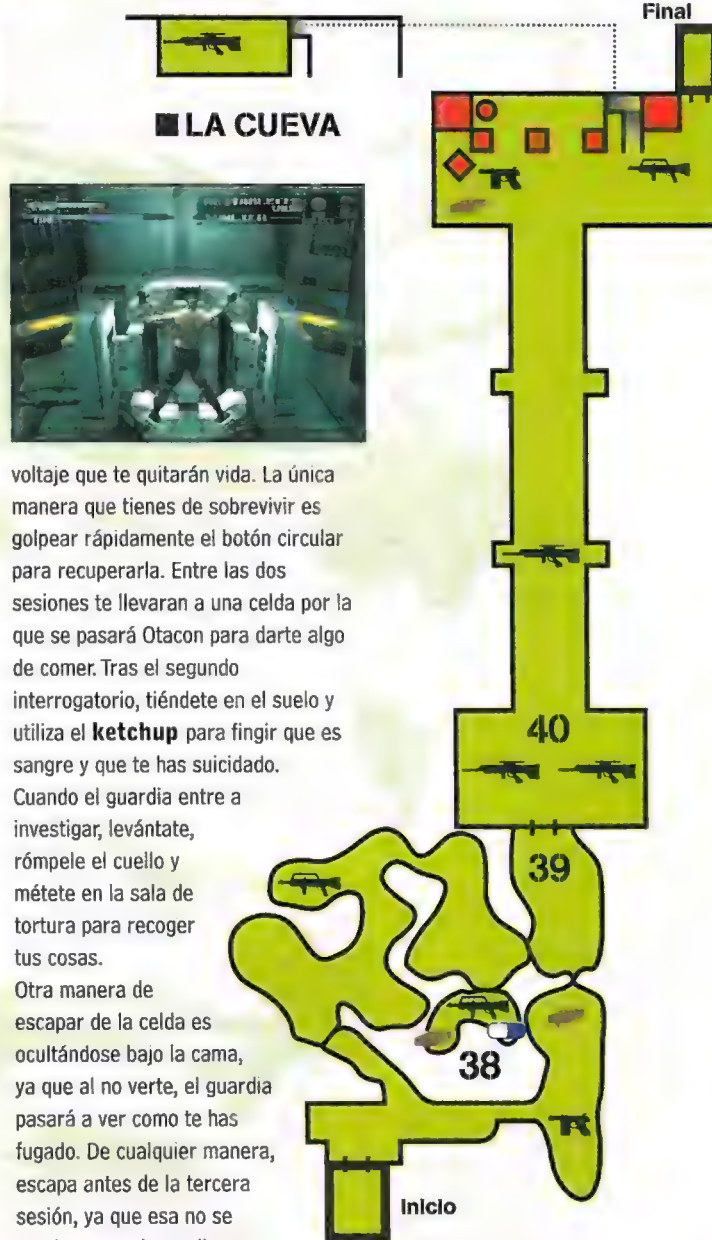 Final
■ LA CUEVA
voltaje que te quitarán vida. La única
manera que tienes de sobrevivir es
golpear rápidamente el botón circular
para recuperarla. Entre las dos
sesiones te llevaran a una celda por la
que se pasará Otacon para darte algo
de comer. Tras el segundo
interrogatorio, tiéndete en el suelo y
utiliza el ketchup para fingir que es
sangre y que te has suicidado.
Cuando el guardia entre a
investigar, levántate,
rómpele el cuello y
métete en la sala de
tortura para recoger
tus cosas.
Otra manera de
escapar de la celda es
ocultándose bajo la cama,
ya que al no verte, el guardia
pasará a ver como te has
fugado. De cualquier manera,
escapa antes de la tercera
sesión, ya que esa no se
40
39
38
Inicio